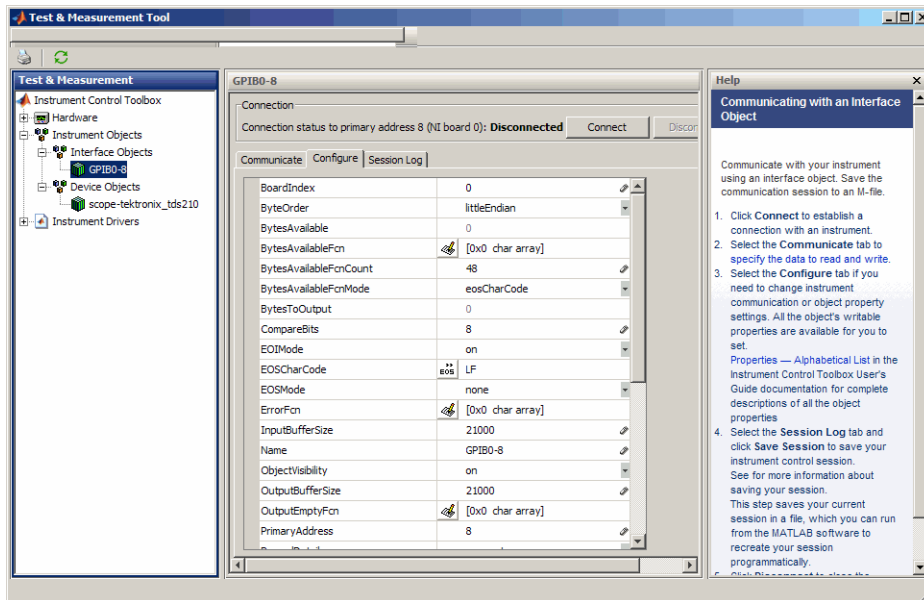 Test & Measurement Tool
Test & Measurement
Instrument Control Toolbox
Hardware
Instrument Objects
Interface Objects
GPIB0-8
Device Objects
scope-tektronix_tds210
Instrument Drivers
GPIB0-8
Connection
Connection status to primary address 8 (NI board 0): Disconnected Connect Discon
Communicate Configure Session Log
BoardIndex 0
ByteOrder littleEndian
BytesAvailable 0
BytesAvailableFcn [0x0 char array]
BytesAvailableFcnCount 48
BytesAvailableFcnMode eosCharCode
BytesToOutput 0
CompareBits 8
EOIMode on
EOSCharCode EOS LF
EOSMode none
ErrorFcn [0x0 char array]
InputBufferSize 21000
Name GPIB0-8
ObjectVisibility on
OutputBufferSize 21000
OutputEmptyFcn [0x0 char array]
PrimaryAddress 8
Help
Communicating with an Interface
Object
Communicate with your instrument
using an interface object. Save the
communication session to an M-file.
1. Click Connect to establish a
connection with an instrument.
2. Select the Communicate tab to
specify the data to read and write.
3. Select the Configure tab if you
need to change instrument
communication or object property
settings. All the object's writable
properties are available for you to
set.
Properties — Alphabetical List in the
Instrument Control Toolbox User's
Guide documentation for complete
descriptions of all the object
properties
4. Select the Session Log tab and
click Save Session to save your
instrument control session.
See for more information about
saving your session.
This step saves your current
session in a file, which you can run
from the MATLAB software to
recreate your session
programmatically.